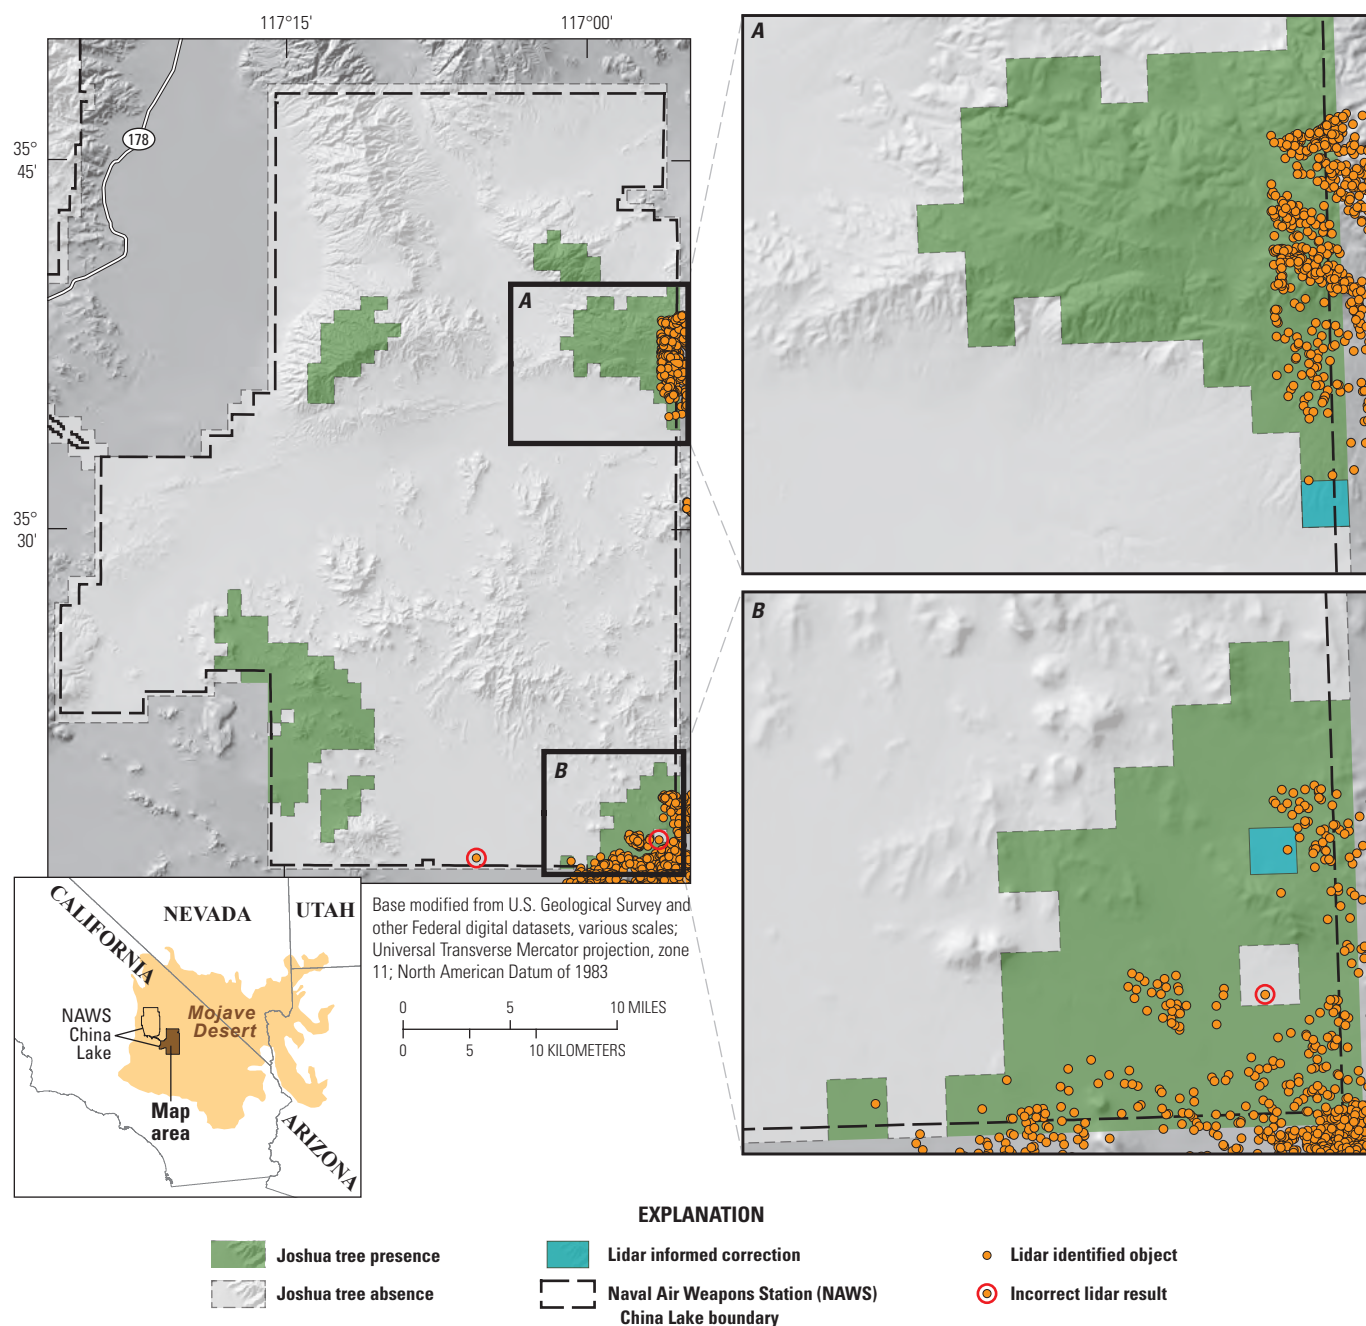 117°15'
117°00'
35°
45'
35°
30'
178
A
B
A
B
CALIFORNIA
NEVADA
UTAH
ARIZONA
Mojave
Desert
NAWS
China
Lake
Map
area
Base modified from U.S. Geological Survey and
other Federal digital datasets, various scales;
Universal Transverse Mercator projection, zone
11; North American Datum of 1983
0 5 10 MILES
0 5 10 KILOMETERS
EXPLANATION
Joshua tree presence
Joshua tree absence
Lidar informed correction
Naval Air Weapons Station (NAWS)
China Lake boundary
Lidar identified object
Incorrect lidar result